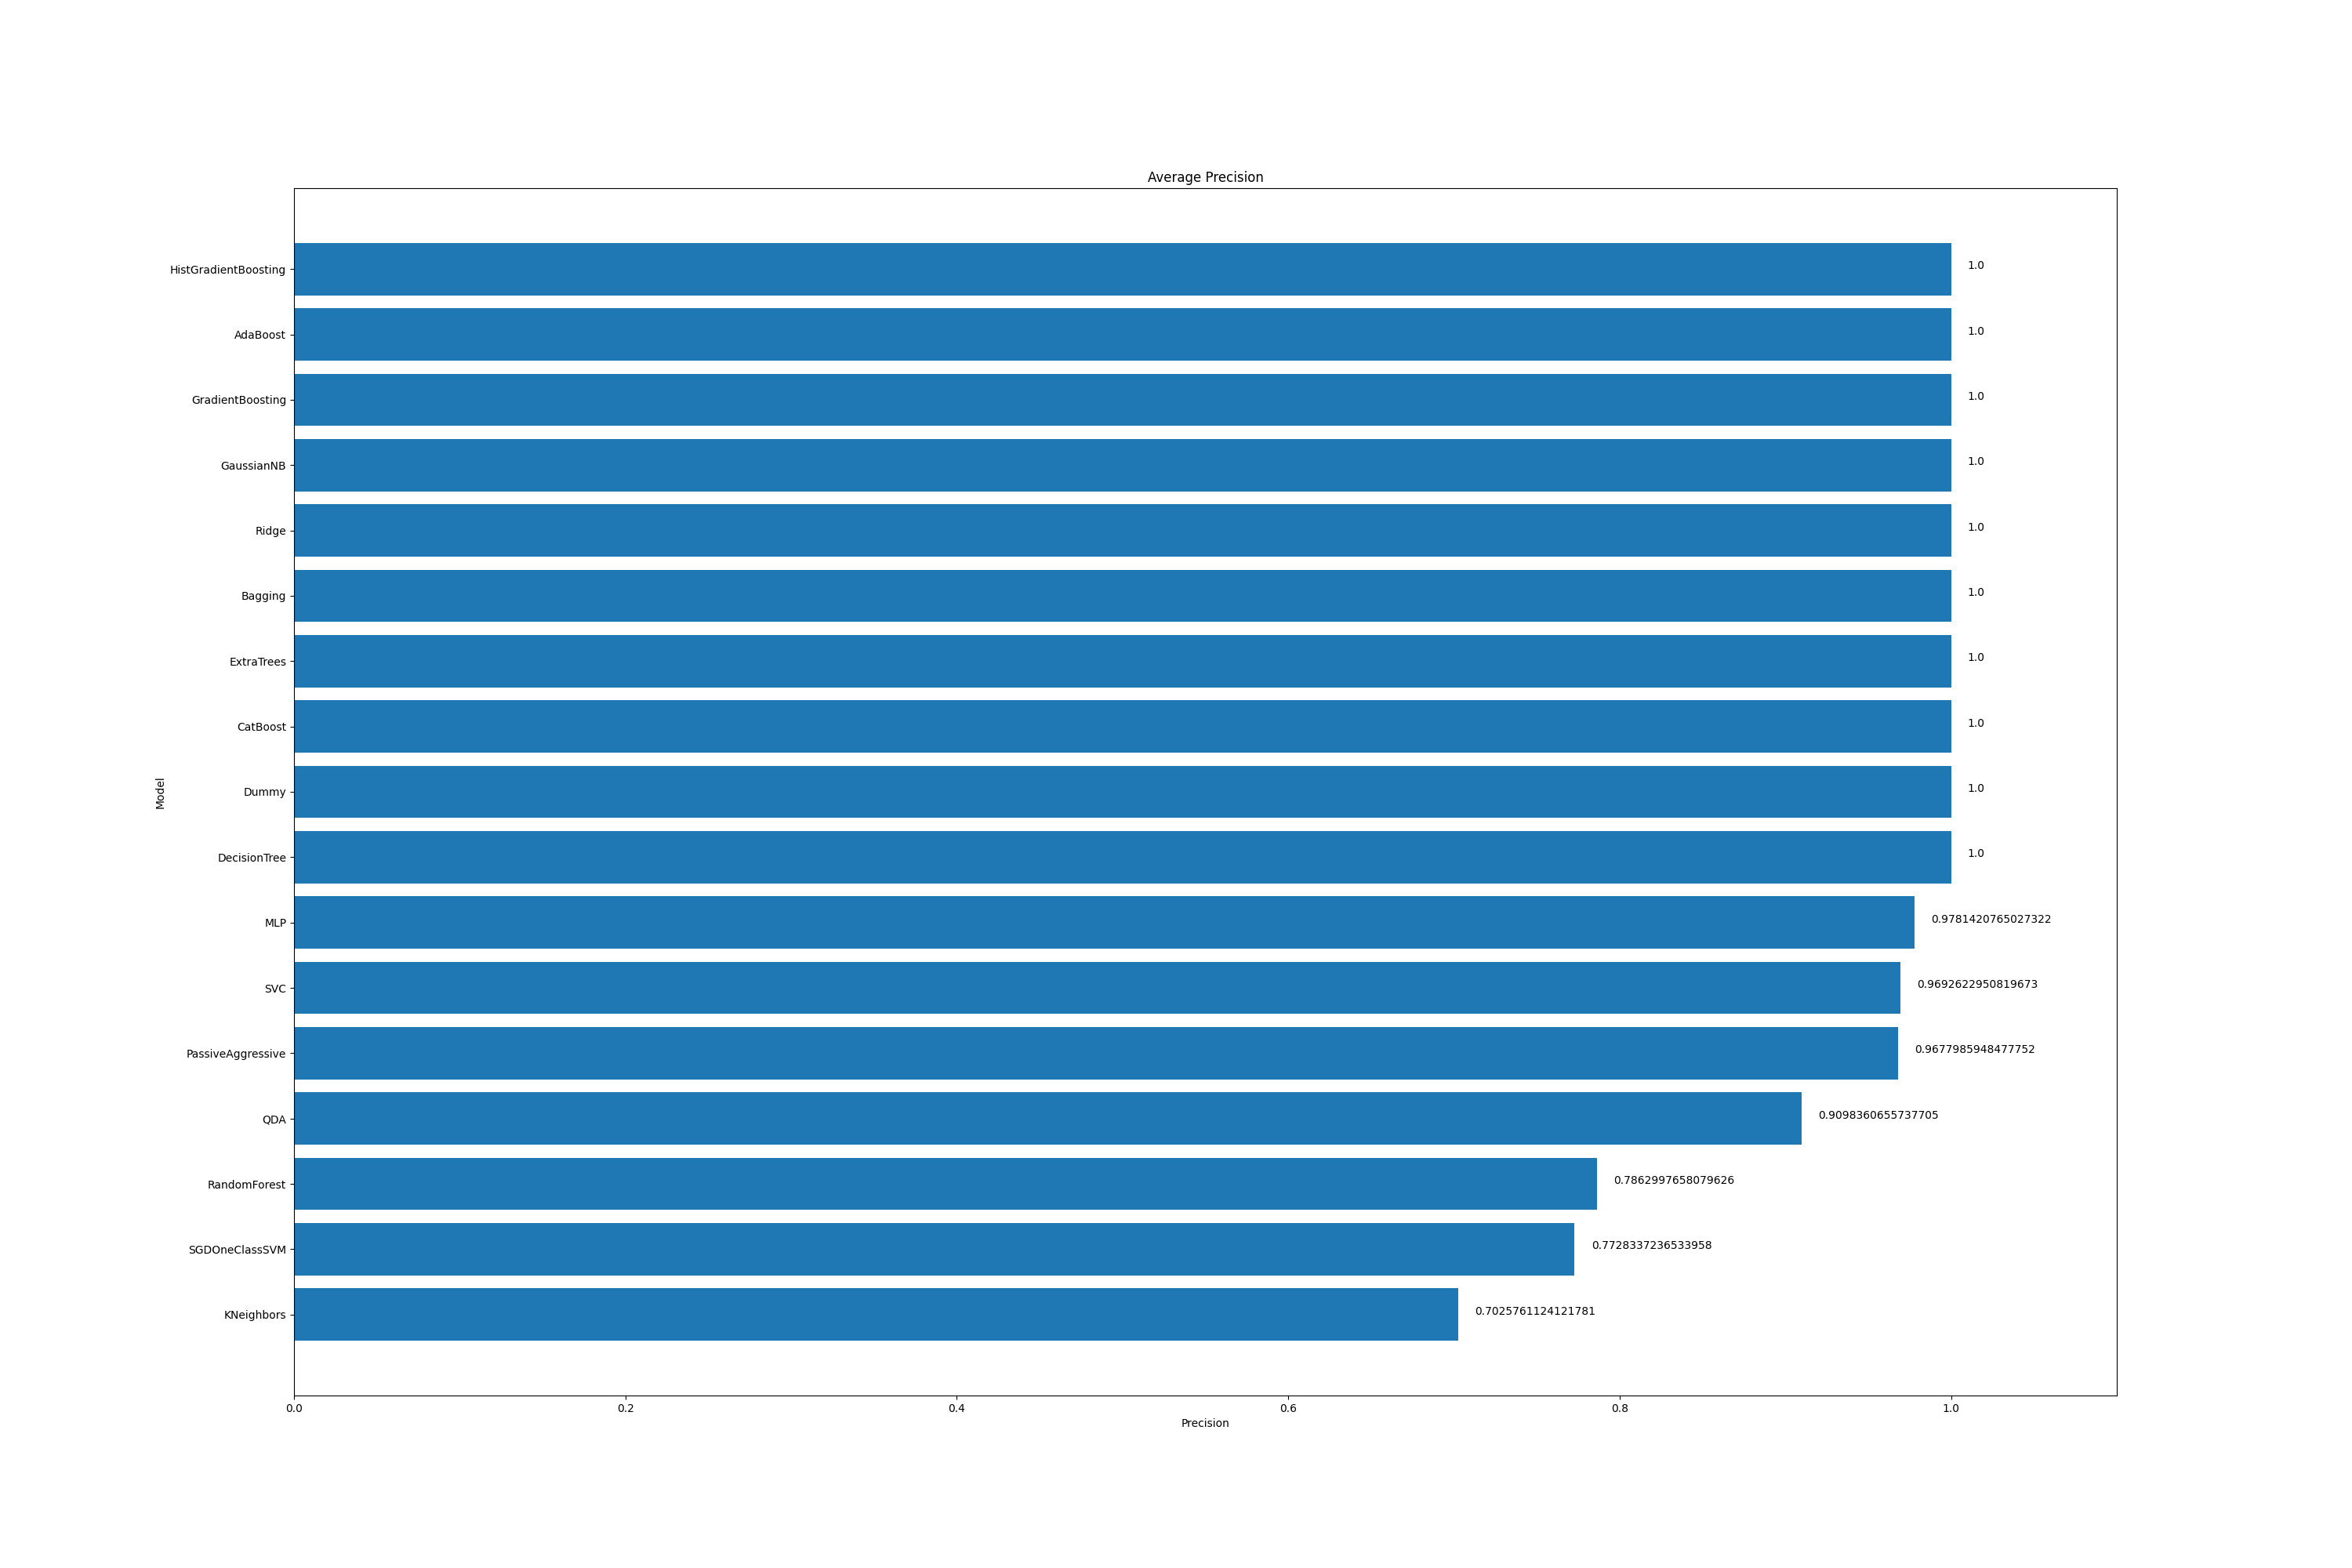 Average Precision
HistGradientBoosting 1.0
AdaBoost 1.0
GradientBoosting 1.0
GaussianNB 1.0
Ridge 1.0
Bagging 1.0
ExtraTrees 1.0
CatBoost 1.0
Dummy 1.0
DecisionTree 1.0
MLP 0.9781420765027322
SVC 0.9692622950819673
PassiveAggressive 0.9677985948477752
QDA 0.9098360655737705
RandomForest 0.7862997658079626
SGDOneClassSVM 0.7728337236533958
KNeighbors 0.7025761124121781
Model
0.0 0.2 0.4 0.6 0.8 1.0
Precision